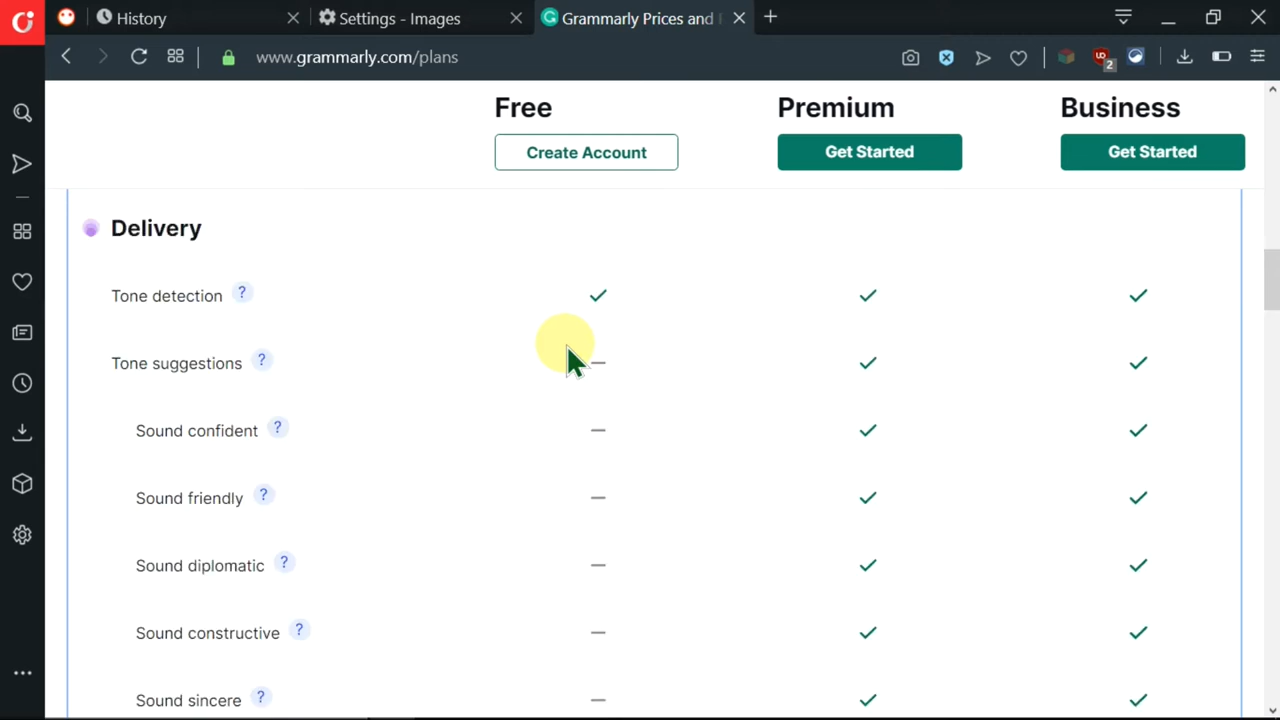 History
Settings - Images
Grammarly Prices and
www.grammarly.com/plans
2
Free
Premium
Business
Create Account
Get Started
Get Started
Delivery
Tone detection ?
Tone suggestions ?
Sound confident ?
Sound friendly ?
Sound diplomatic ?
Sound constructive ?
Sound sincere ?